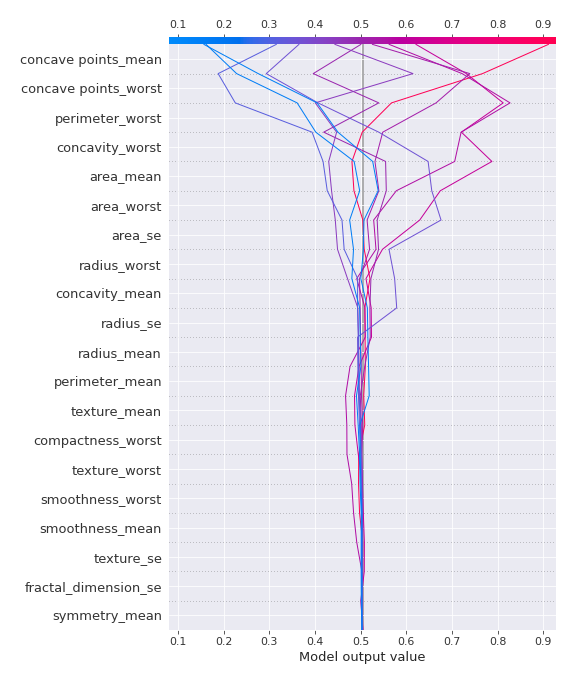 0.1 0.2 0.3 0.4 0.5 0.6 0.7 0.8 0.9
concave points_mean
concave points_worst
perimeter_worst
concavity_worst
area_mean
area_worst
area_se
radius_worst
concavity_mean
radius_se
radius_mean
perimeter_mean
texture_mean
compactness_worst
texture_worst
smoothness_worst
smoothness_mean
texture_se
fractal_dimension_se
symmetry_mean
0.1 0.2 0.3 0.4 0.5 0.6 0.7 0.8 0.9
Model output value